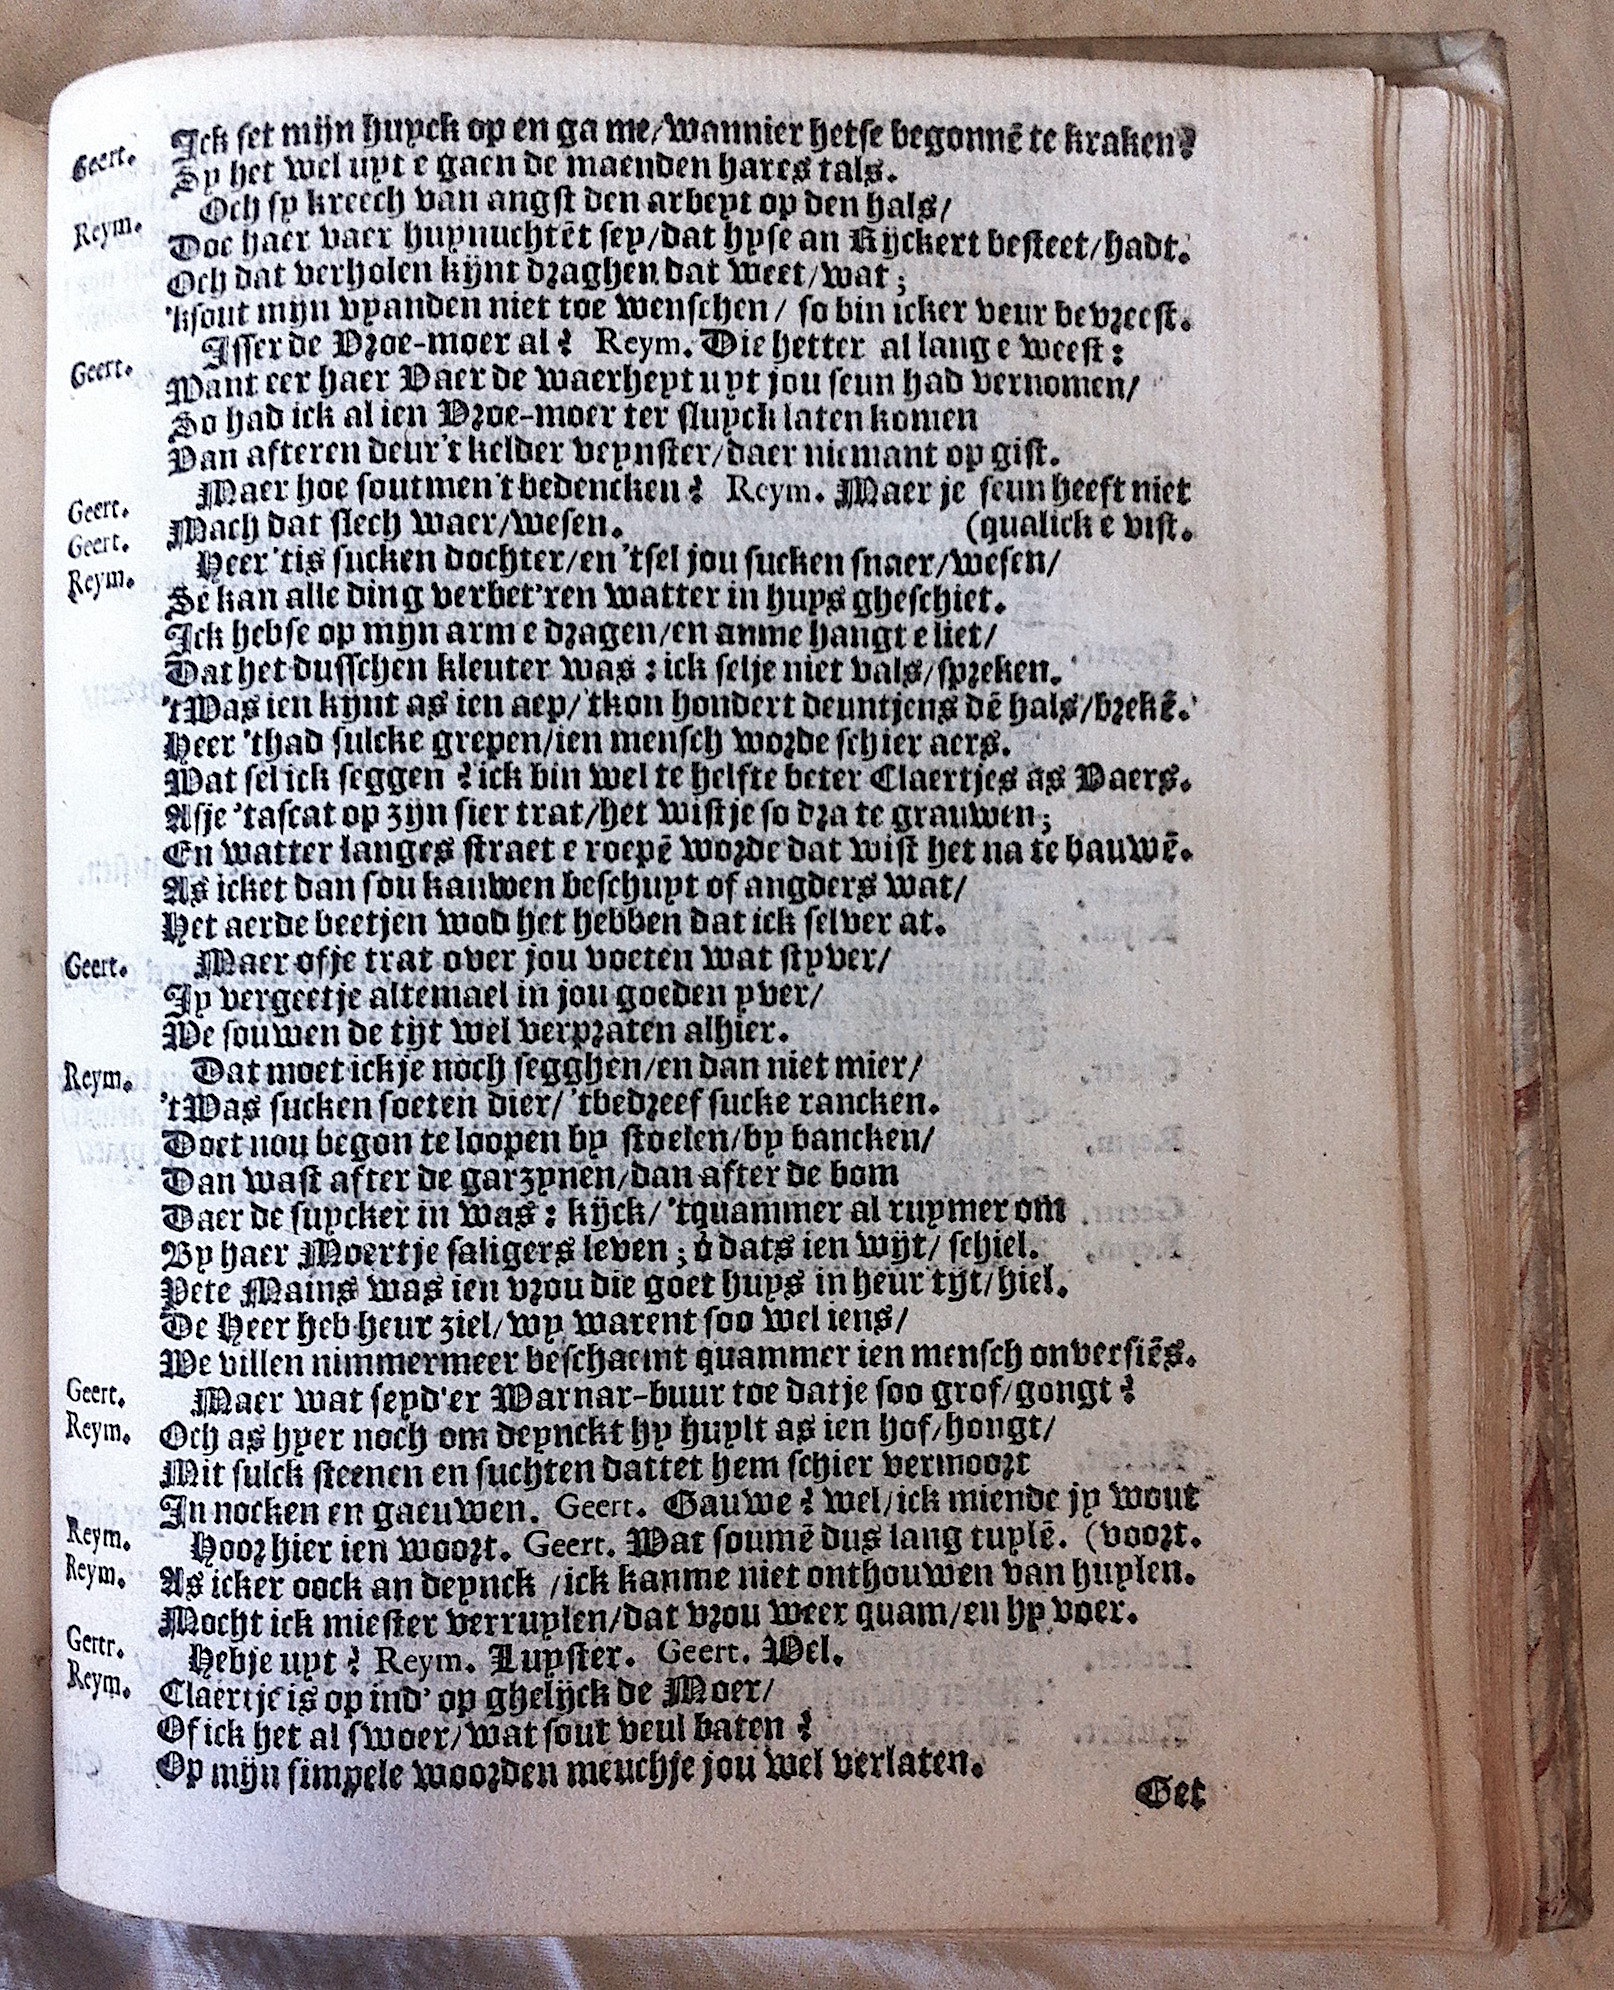 Ick set mijn huyck op en ga me/wannier hetse begonnē te kraken?
Geert. Sy het wel uyt e gaen de maenden hares tals.
Och sy kreech van angst den arbeyt op den hals/
Reym. Doe haer vaer huynuchtēt sey/dat hyse an Rijckert besteet/hadt.
Och dat verholen kijnt draghen dat weet/wat;
'ksout mijn vyanden niet toe wenschen/ so bin icker veur bevreest.
Geert. Isser de Vroe-moer al? Reym. Die hetter al lang e weest:
Want eer haer Vaer de waerheyt uyt jou seun had vernomen/
So had ick al ien Vroe-moer ter sluyck laten komen
Van afteren deur't kelder veynster/daer niemant op gist.
Geert. Maer hoe soutmen't bedencken? Reym. Maer je seun heeft niet
Geert. Mach dat slech waer/wesen. (qualick e vist.
Reym. Heer 'tis sucken dochter/en 'tsel jou sucken snaer/wesen/
Se kan alle ding verbet'ren watter in huys gheschiet.
Ick hebse op mijn arm e dragen/en anme hangt e liet/
Dat het dusschen kleuter was: ick selje niet vals/spreken.
't Was ien kijnt as ien aep/'tkon hondert deuntjens dē hals/brekē.
Heer 'thad sulcke grepen/ien mensch worde schier aers.
Wat sel ick seggen? ick bin wel te helfte beter Claertjes as Vaers.
Asje 'tascat op zijn sier trat/het wistje so dra te grauwen;
En watter langes straet e roepē worde dat wist het na te bauwē.
As icket dan sou kauwen beschuyt of angders wat/
Het aerde beetjen wod het hebben dat ick selver at.
Geert. Maer ofje trat over jou voeten wat styver/
Jy vergeetje altemael in jou goeden yver/
We souwen de tijt wel verpraten alhier.
Reym. Dat moet ickje noch segghen/en dan niet mier/
't Was sucken soeten dier/'tbedreef sucke rancken.
Doet nou begon te loopen by stoelen/by bancken/
Dan wast after de garzynen/dan after de bom
Daer de suycker in was: kijck/'tquammer al ruymer om
By haer Moertje saligers leven; ô dats ien wijt/schiel.
Pete Mains was ien vrou die goet huys in heur tijt/hiel.
De Heer heb heur ziel/wy warent soo wel iens/
We villen nimmermeer beschaemt quammer ien mensch onversiēs.
Geert. Maer wat seyd'er Warnar-buur toe datje soo grof/gongt?
Reym. Och as hyer noch om deynckt hy huylt as ien hof/hongt/
Mit sulck steenen en suchten dattet hem schier vermoort
In nocken en gaeuwen. Geert. Gauwe? wel/ick miende jy wout
Reym. Hoor hier ien woort. Geert. Wat soumē dus lang tuylē. (voort.
Reym. As icker oock an deynck /ick kanme niet onthouwen van huylen.
Mocht ick miester verruylen/dat vrou weer quam/en hy voer.
Geert. Hebje uyt? Reym. Luyster. Geert. Wel.
Reym. Claertje is op ind' op ghelijck de Moer/
Of ick het al swoer/wat sout veul baten?
Op mijn simpele woorden meuchje jou wel verlaten.
Get